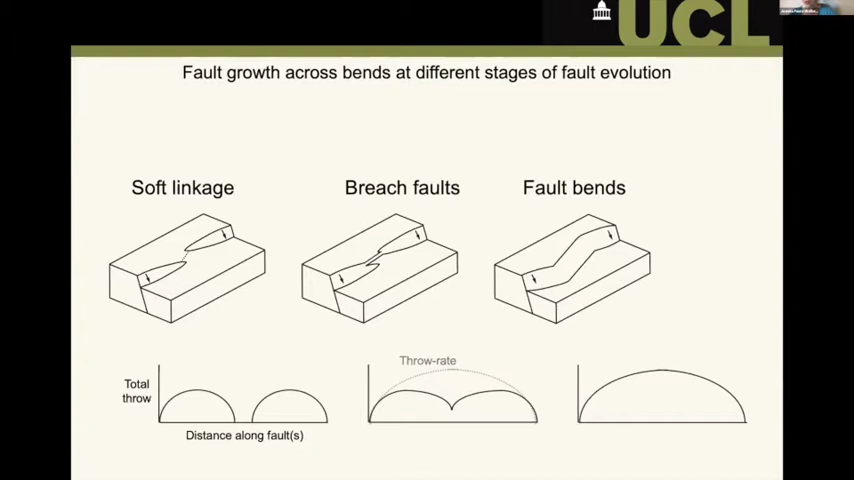 UCL
Fault growth across bends at different stages of fault evolution
Soft linkage
Breach faults
Fault bends
Throw-rate
Total
throw
Distance along fault(s)